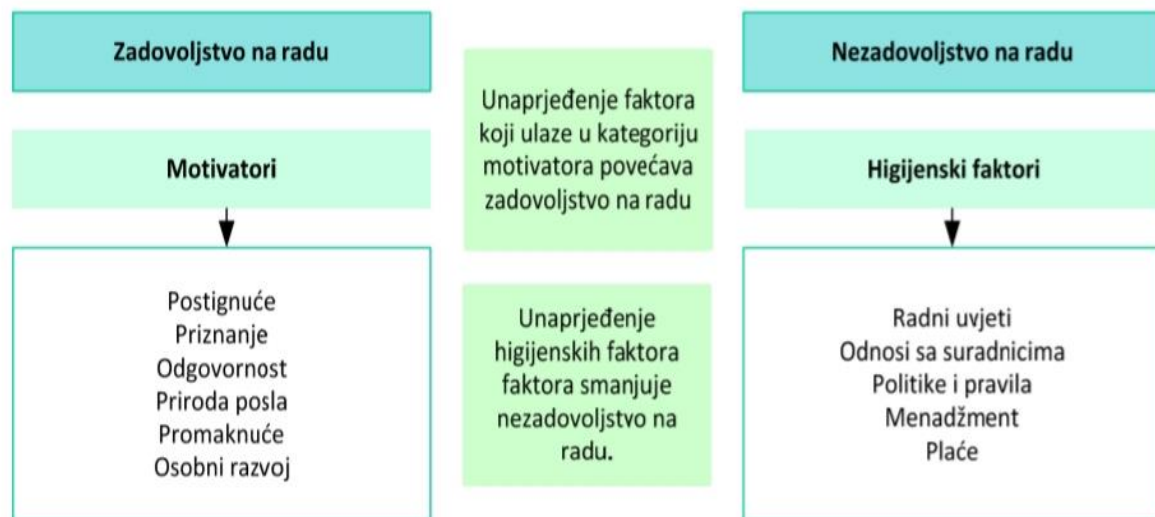 Zadovoljstvo na radu
Motivatori
Postignuće
Priznanje
Odgovornost
Priroda posla
Promaknuće
Osobni razvoj
Unaprjeđenje faktora
koji ulaze u kategoriju
motivatora povećava
zadovoljstvo na radu
Unaprjeđenje
higijenskih faktora
faktora smanjuje
nezadovoljstvo na
radu.
Nezadovoljstvo na radu
Higijenski faktori
Radni uvjeti
Odnosi sa suradnicima
Politike i pravila
Menadžment
Plaće